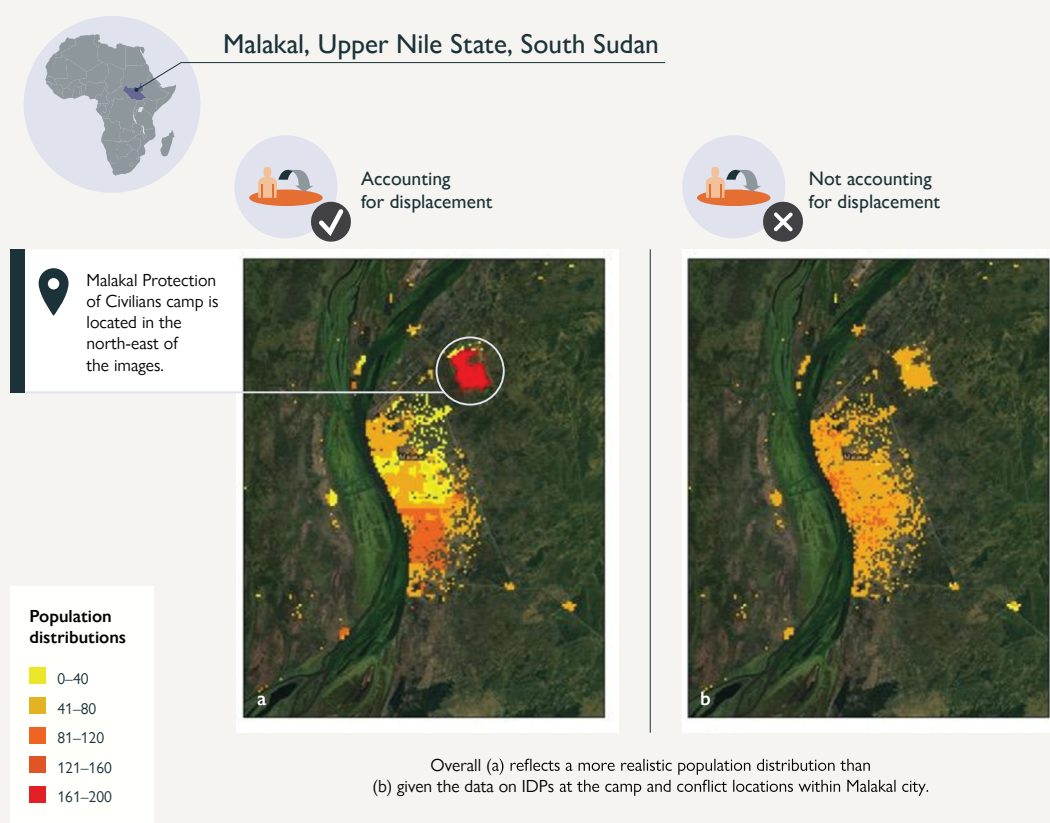 Malakal, Upper Nile State, South Sudan
Accounting
for displacement
Not accounting
for displacement
Malakal Protection
of Civilians camp is
located in the
north-east of
the images.
a
b
Population
distributions
0–40
41–80
81–120
121–160
161–200
Overall (a) reflects a more realistic population distribution than
(b) given the data on IDPs at the camp and conflict locations within Malakal city.